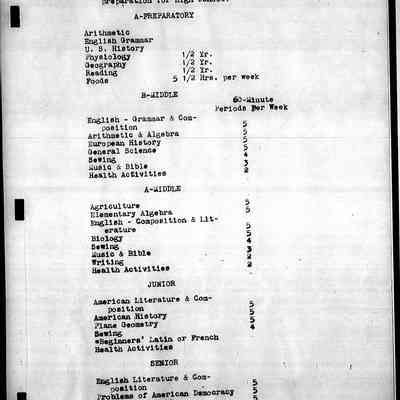 preparation for High School.
A-PREPARATORY
Arithmetic
English Grammar
U. S. History
Physiology 1/2 Yr.
Geography 1/2 Yr.
Reading 1/2 Yr.
Foods 5 1/2 Hrs. per week
B-MIDDLE 60-Minute
Periods Per Week
English - Grammar & Com-
position 5
Arithmetic & Algebra 5
European History 5
General Science 5
Sewing 4
Music & Bible 3
Health Activities 2
A-MIDDLE
Agriculture 5
Elementary Algebra 5
English - Composition & Lit-
erature 5
Biology 5
Sewing 4
Music & Bible 3
Writing 2
Health Activities 2
JUNIOR
American Literature & Com-
position 5
American History 5
Plane Geometry 5
Sewing 4
*Beginners' Latin or French
Health Activities
SENIOR
English Literature & Com-
position 5
Problems of American Democracy 5
5